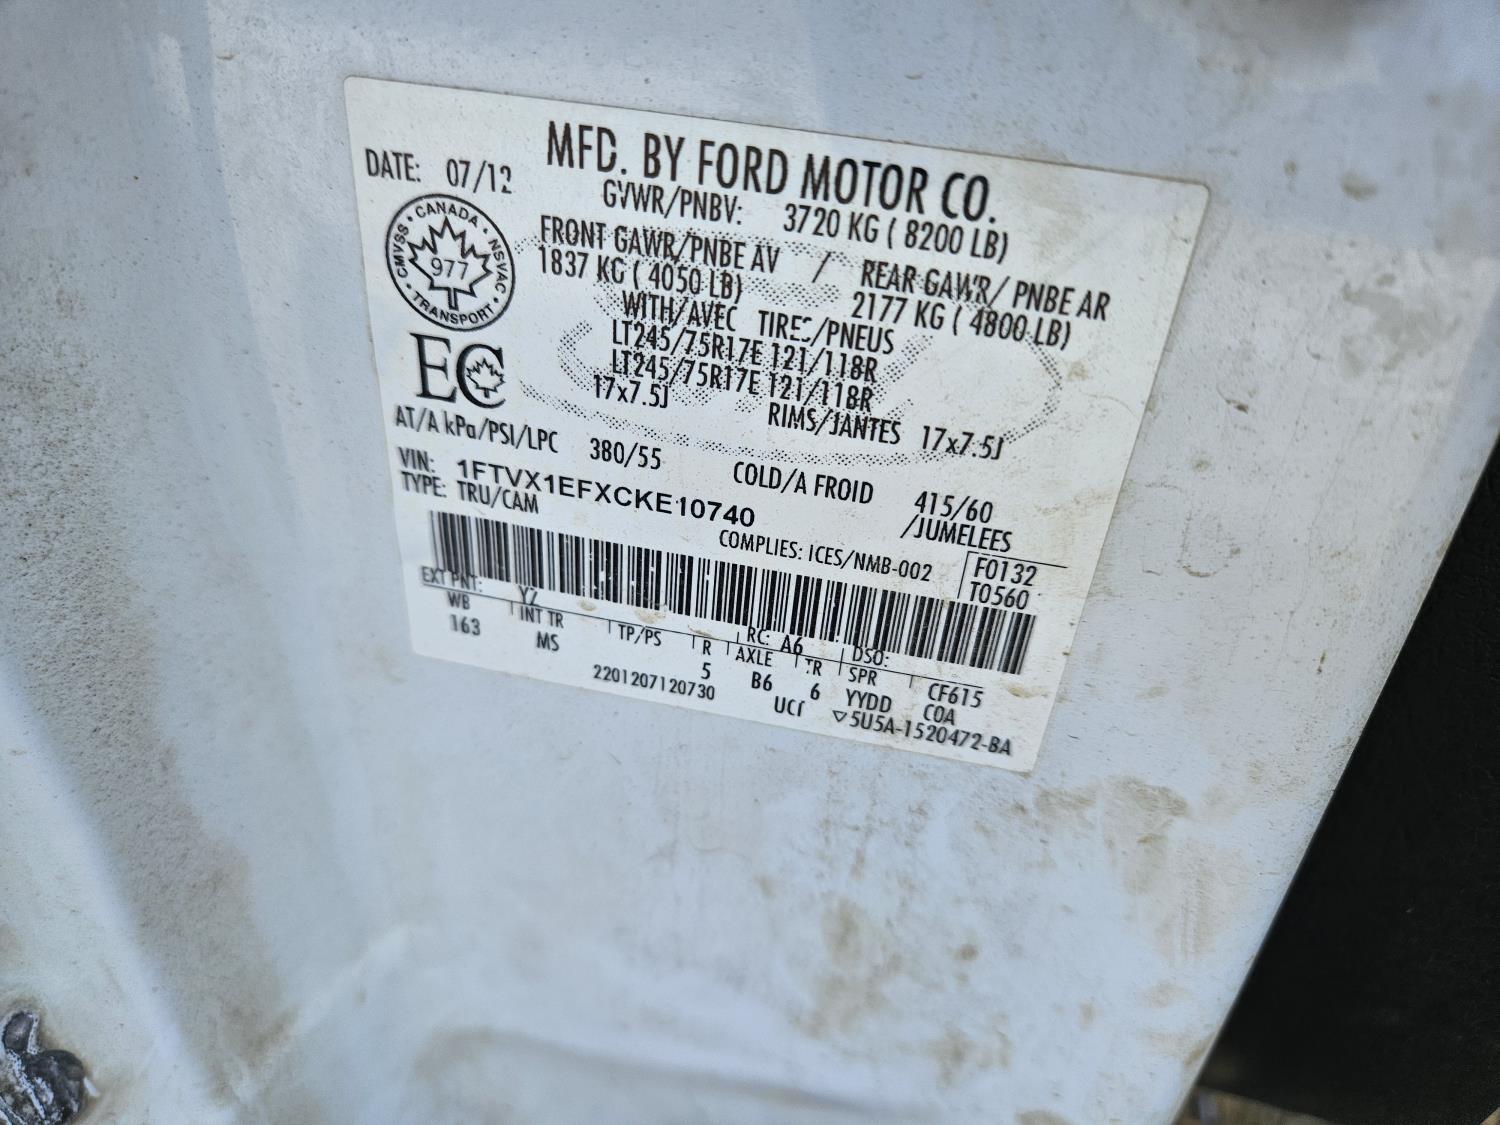 MFD. BY FORD MOTOR CO.
DATE: 07/12
GVWR/PNBV: 3720 KG ( 8200 LB)
FRONT GAWR/PNBE AV / REAR GAWR/ PNBE AR
1837 KG ( 4050 LB) 2177 KG ( 4800 LB)
WITH/AVEC TIRES/PNEUS
LT245/75R17E 121/118R
LT245/75R17E 121/118R
17x7.5J RIMS/JANTES 17x7.5J
AT/A kPa/PSI/LPC 380/55 COLD/A FROID 415/60
VIN: 1FTVX1EFXCKE10740 /JUMELEES
TYPE: TRU/CAM
COMPLIES: ICES/NMB-002
F0132
T0560
CANADA · NSVAC · TRANSPORT · CMVSS ·
977
EC
EXT PNT: YZ RC: A6 DSO:
WB INT TR TP/PS R AXLE TR SPR CF615
163 MS 5 B6 6 YYDD COA
2201207120730 UCF ▽5U5A-1520472-BA